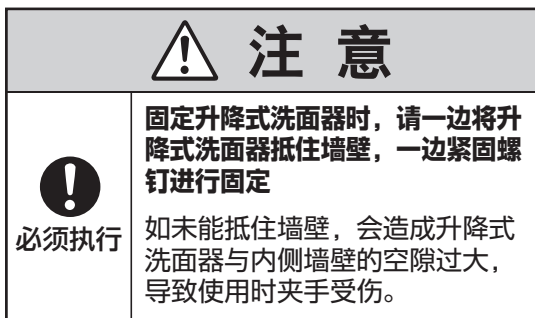 注意
固定升降式洗面器时，请一边将升
降式洗面器抵住墙壁，一边紧固螺
钉进行固定
必须执行
如未能抵住墙壁，会造成升降式
洗面器与内侧墙壁的空隙过大，
导致使用时夹手受伤。